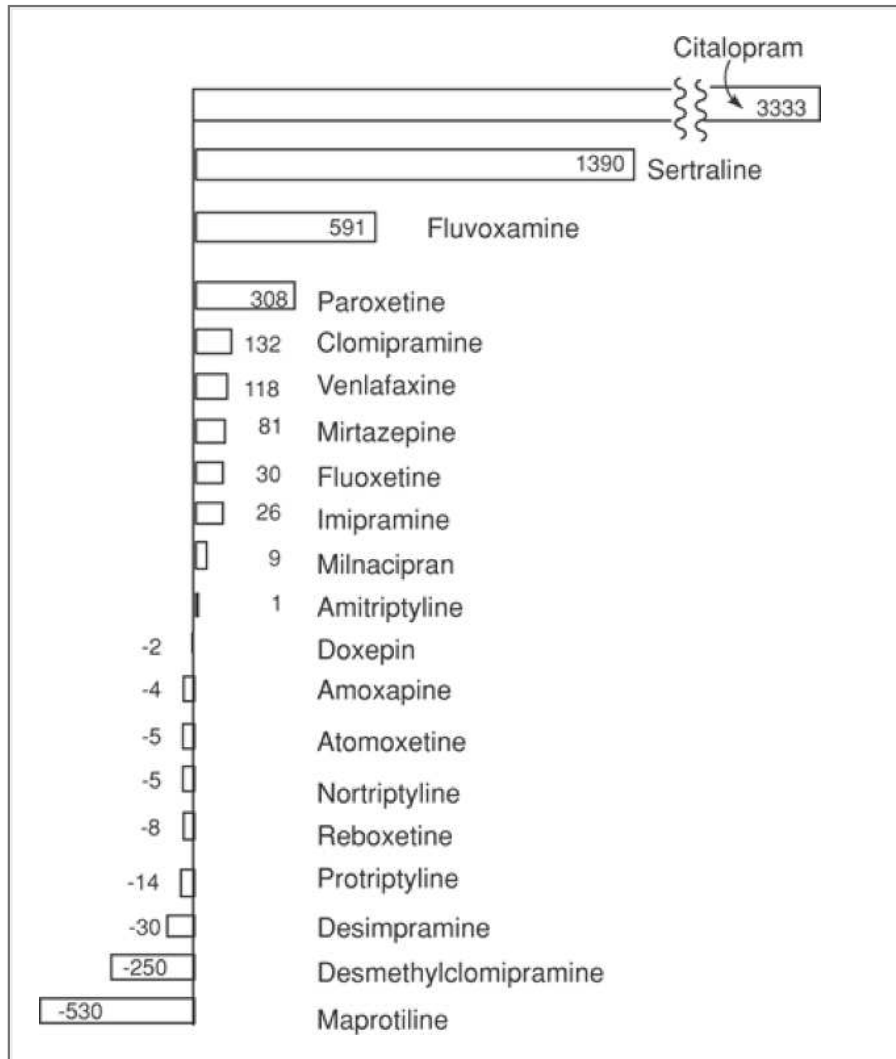 Citalopram
3333
1390 Sertraline
591 Fluvoxamine
308 Paroxetine
132 Clomipramine
118 Venlafaxine
81 Mirtazepine
30 Fluoxetine
26 Imipramine
9 Milnacipran
1 Amitriptyline
-2 Doxepin
-4 Amoxapine
-5 Atomoxetine
-5 Nortriptyline
-8 Reboxetine
-14 Protriptyline
-30 Desimpramine
-250 Desmethylclomipramine
-530 Maprotiline